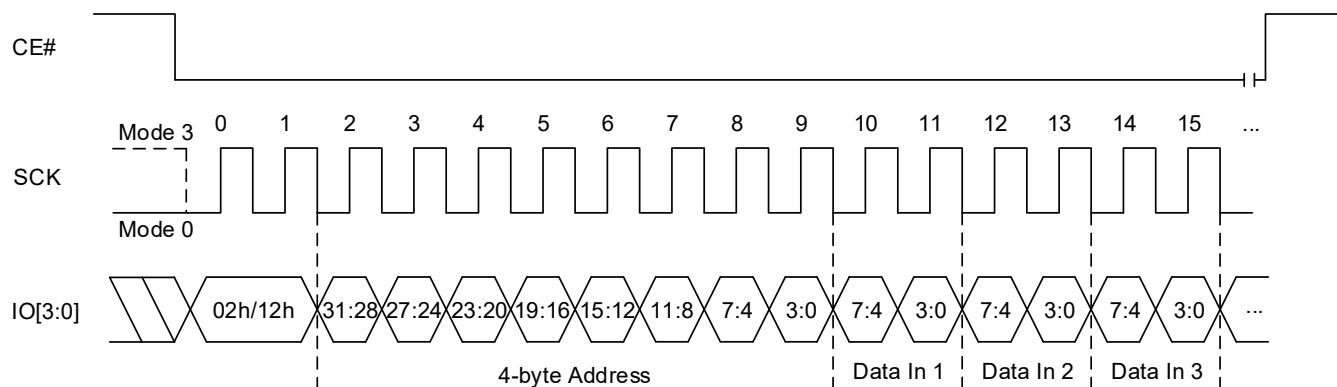 CE#
0 1 2 3 4 5 6 7 8 9 10 11 12 13 14 15 ...
Mode 3
SCK
Mode 0
IO[3:0] 02h/12h 31:28 27:24 23:20 19:16 15:12 11:8 7:4 3:0 7:4 3:0 7:4 3:0 7:4 3:0 ...
4-byte Address Data In 1 Data In 2 Data In 3